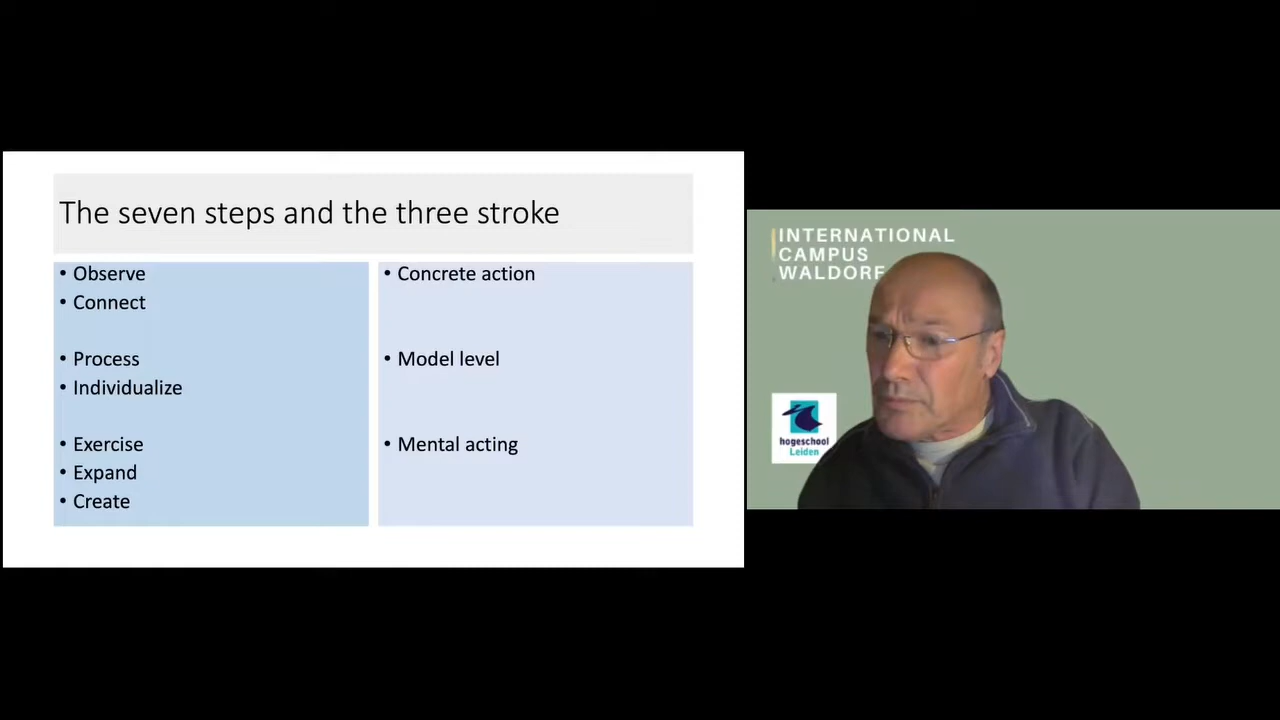 The seven steps and the three stroke
• Observe
• Connect
• Process
• Individualize
• Exercise
• Expand
• Create
• Concrete action
• Model level
• Mental acting
INTERNATIONAL
CAMPUS
WALDORF
hogeschool
Leiden